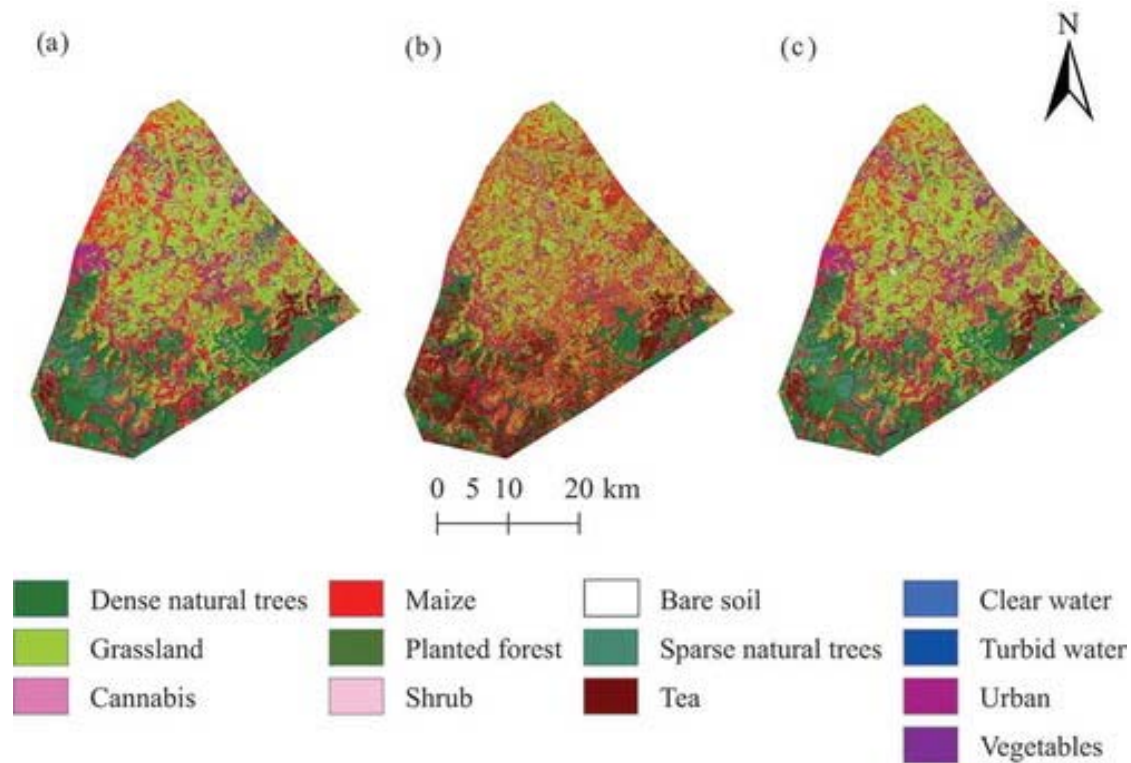 (a)
(b)
(c)
N
0 5 10 20 km
Dense natural trees
Grassland
Cannabis
Maize
Planted forest
Shrub
Bare soil
Sparse natural trees
Tea
Clear water
Turbid water
Urban
Vegetables